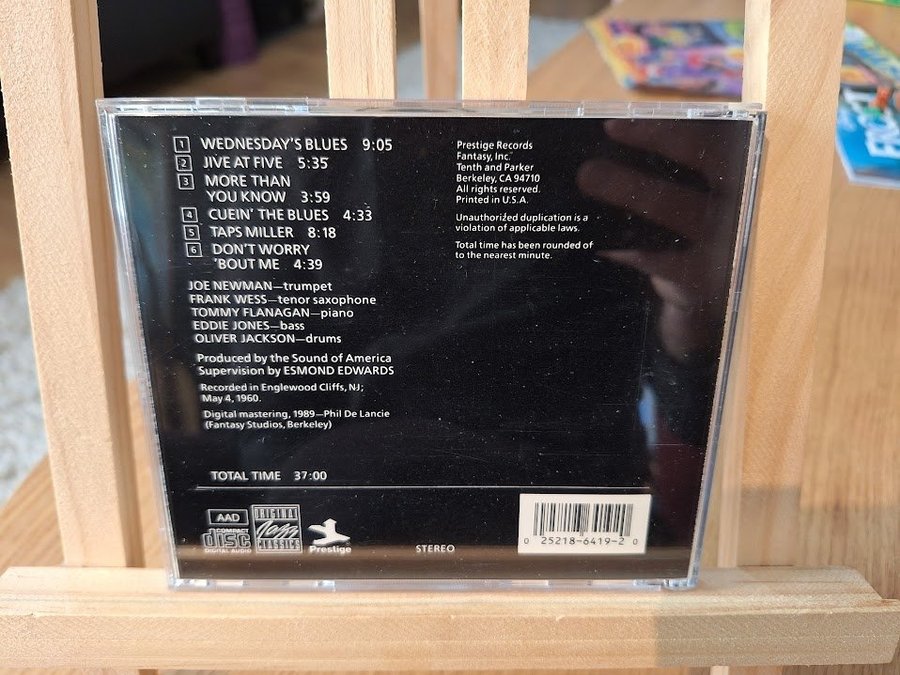 1 WEDNESDAY'S BLUES 9:05
2 JIVE AT FIVE 5:35
3 MORE THAN
YOU KNOW 3:59
4 CUEIN' THE BLUES 4:33
5 TAPS MILLER 8:18
6 DON'T WORRY
'BOUT ME 4:39
JOE NEWMAN—trumpet
FRANK WESS—tenor saxophone
TOMMY FLANAGAN—piano
EDDIE JONES—bass
OLIVER JACKSON—drums
Produced by the Sound of America
Supervision by ESMOND EDWARDS
Recorded in Englewood Cliffs, NJ;
May 4, 1960.
Digital mastering, 1989—Phil De Lancie
(Fantasy Studios, Berkeley)
TOTAL TIME 37:00
Prestige Records
Fantasy, Inc.
Tenth and Parker
Berkeley, CA 94710
All rights reserved.
Printed in U.S.A.
Unauthorized duplication is a
violation of applicable laws.
Total time has been rounded of
to the nearest minute.
AAD
COMPACT
disc
DIGITAL AUDIO
ORIGINAL
Jazz
CLASSICS
Prestige
STEREO
0 25218-6419-2 0